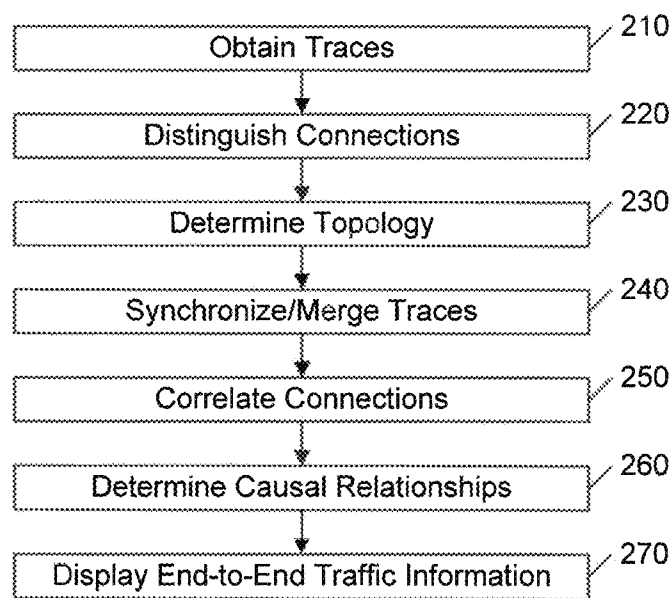 210
Obtain Traces
220
Distinguish Connections
230
Determine Topology
240
Synchronize/Merge Traces
250
Correlate Connections
260
Determine Causal Relationships
270
Display End-to-End Traffic Information